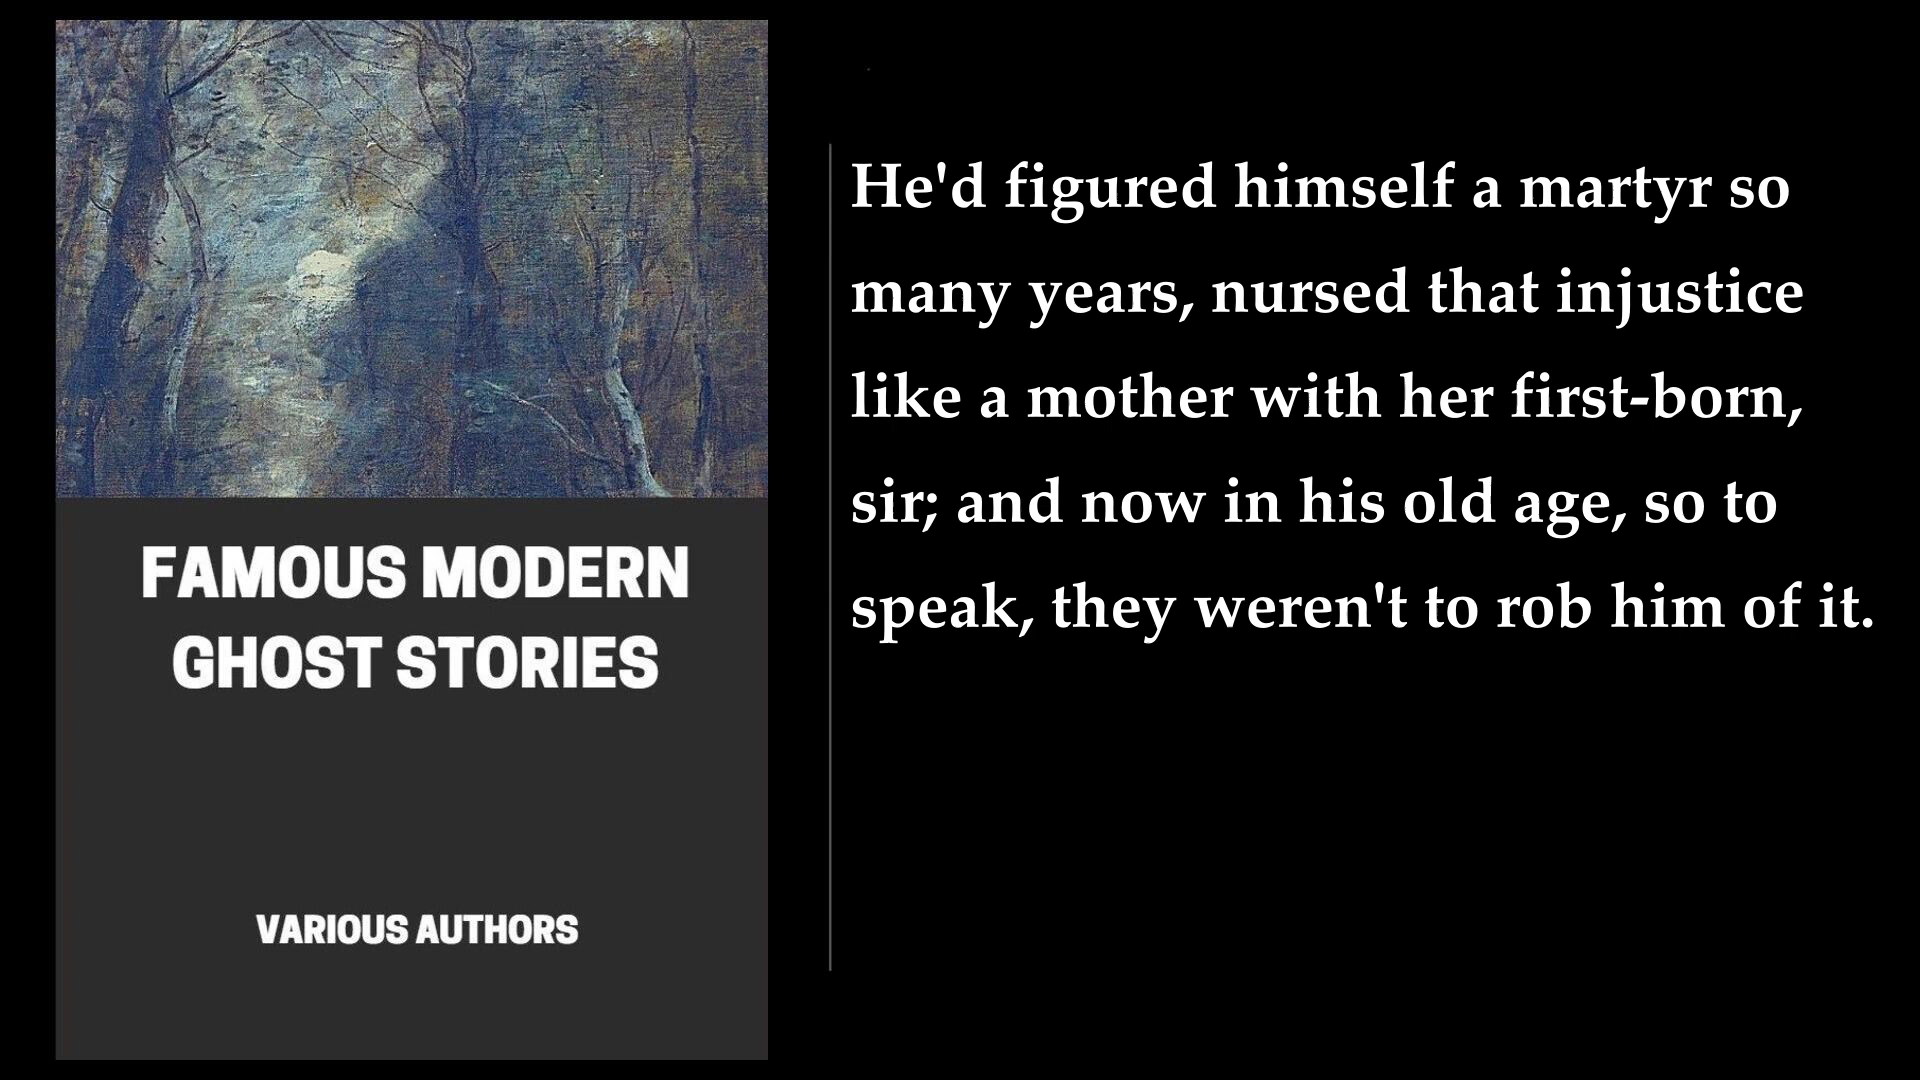 FAMOUS MODERN
GHOST STORIES
VARIOUS AUTHORS
He'd figured himself a martyr so
many years, nursed that injustice
like a mother with her first-born,
sir; and now in his old age, so to
speak, they weren't to rob him of it.